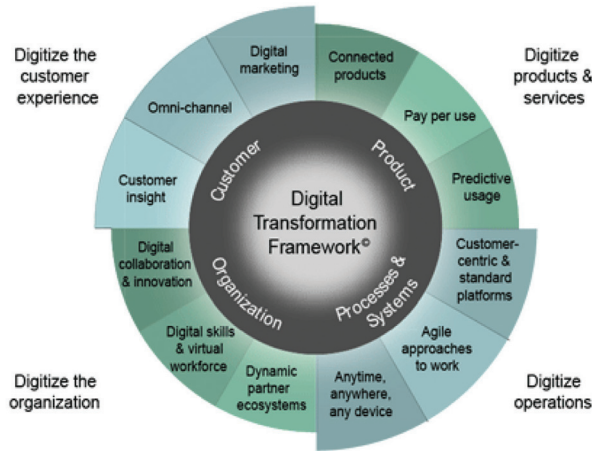 Digitize the
customer
experience
Digital
marketing
Connected
products
Digitize
products &
services
Omni-channel
Pay per use
Customer
insight
Customer
Product
Predictive
usage
Digital
Transformation
Framework©
Digital
collaboration
& innovation
Organization
Processes &
Systems
Customer-
centric &
standard
platforms
Digital skills
& virtual
workforce
Agile
approaches
to work
Digitize the
organization
Dynamic
partner
ecosystems
Anytime,
anywhere,
any device
Digitize
operations